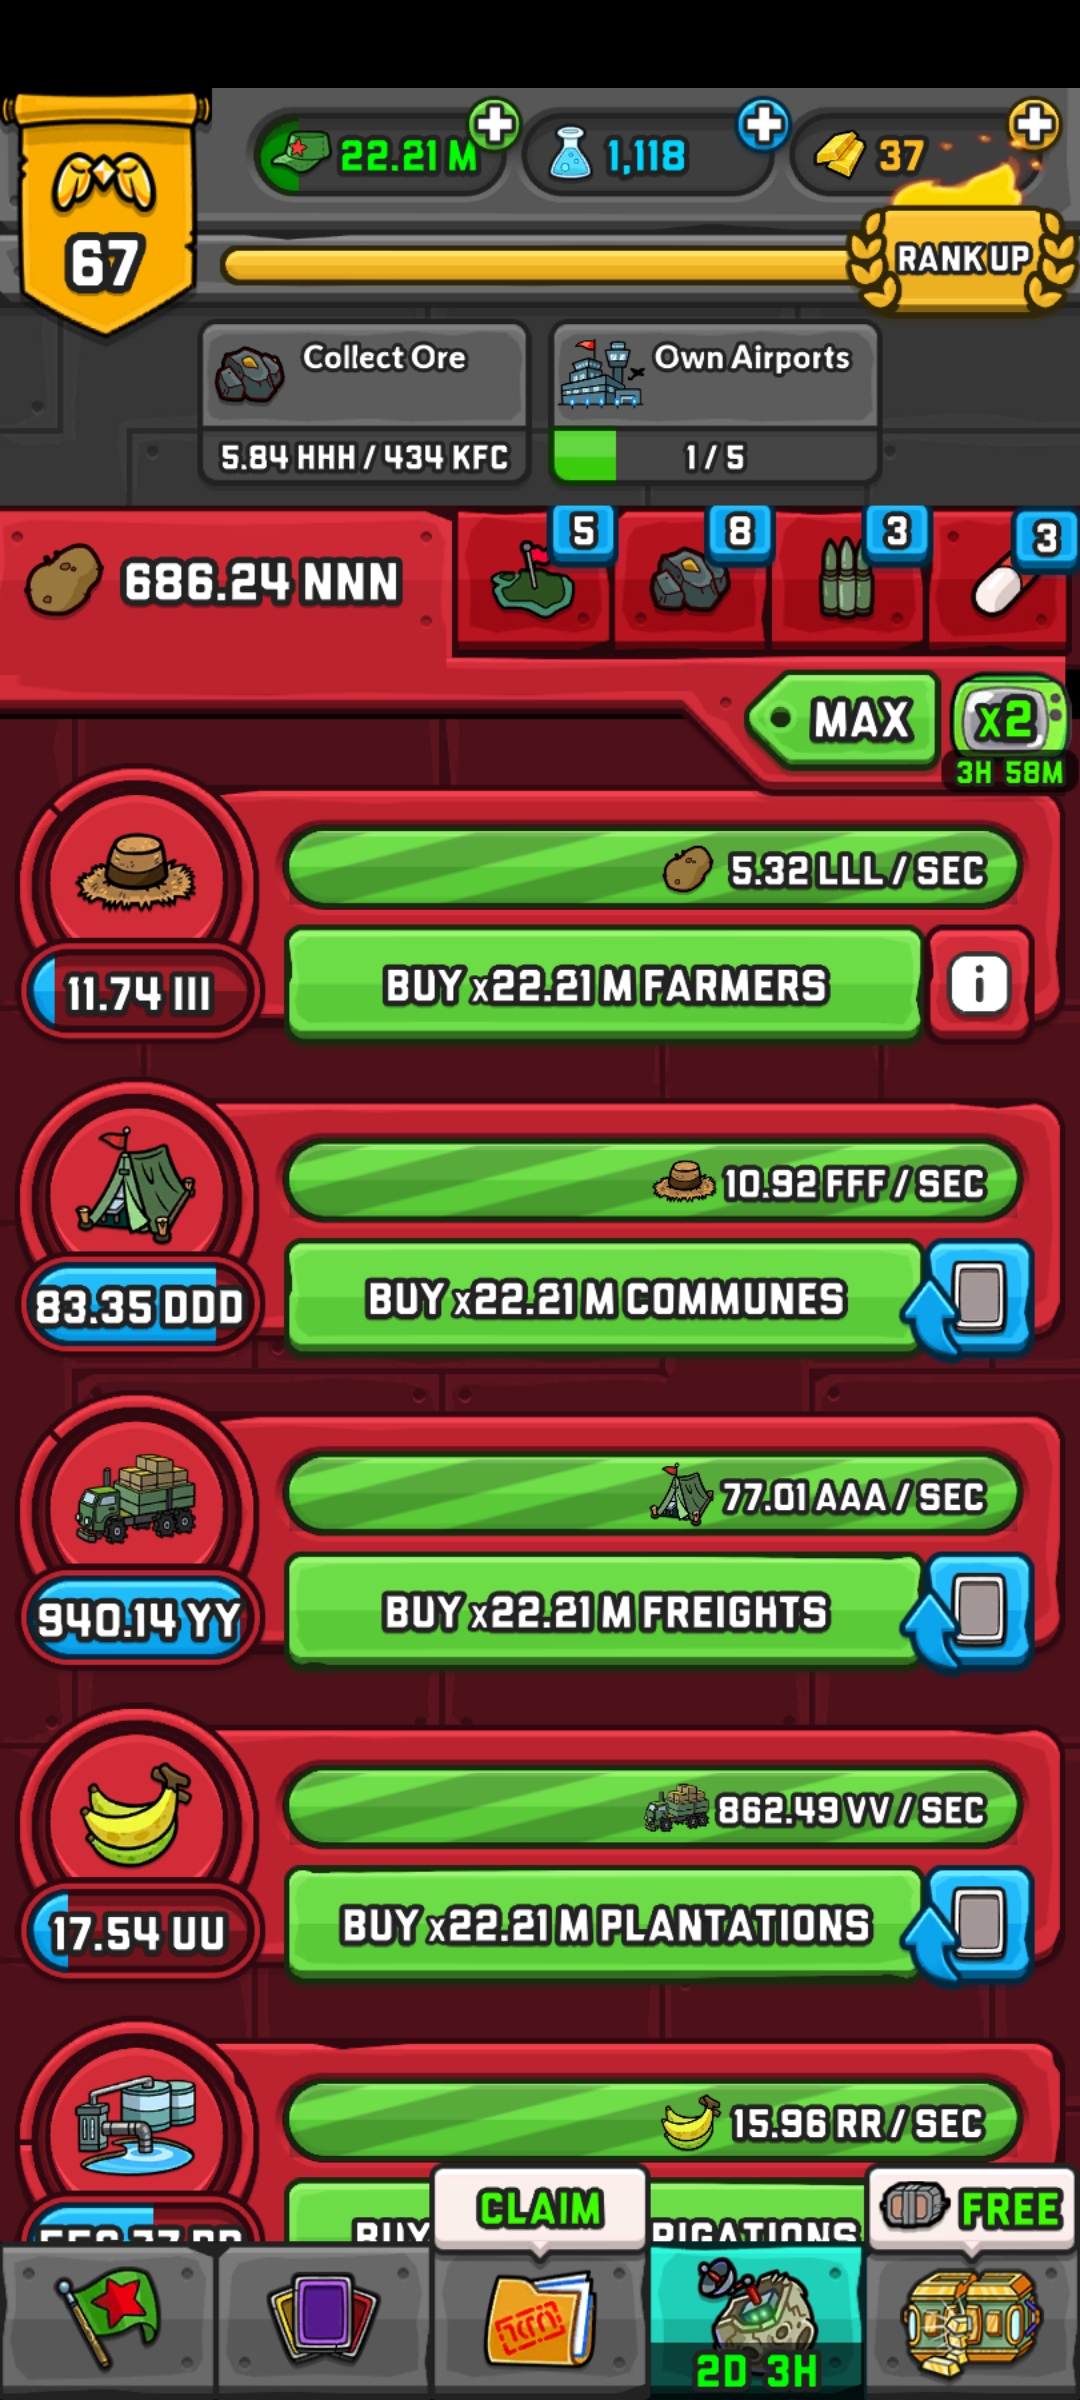 22.21 M
1,118
37
67
RANK UP
Collect Ore
5.84 HHH / 434 KFC
Own Airports
1 / 5
686.24 NNN
5
8
3
3
MAX
x2
3H 58M
5.32 LLL / SEC
11.74 III
BUY x22.21 M FARMERS
i
10.92 FFF / SEC
83.35 DDD
BUY x22.21 M COMMUNES
77.01 AAA / SEC
940.14 YY
BUY x22.21 M FREIGHTS
862.49 VV / SEC
17.54 UU
BUY x22.21 M PLANTATIONS
15.96 RR / SEC
BUY
CLAIM
FREE
2D 3H